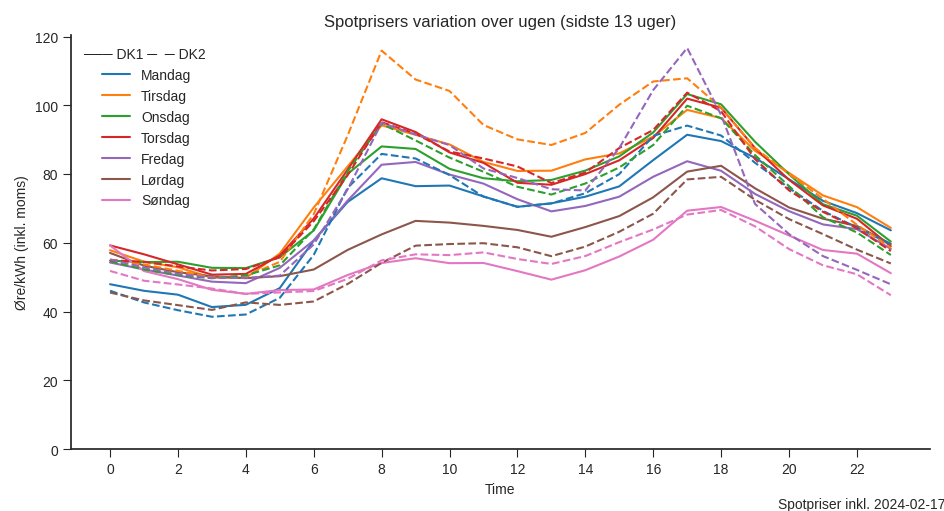 Spotprisers variation over ugen (sidste 13 uger)
Øre/kWh (inkl. moms)
120
100
80
60
40
20
0
DK1 DK2
Mandag
Tirsdag
Onsdag
Torsdag
Fredag
Lørdag
Søndag
0 2 4 6 8 10 12 14 16 18 20 22
Time
Spotpriser inkl. 2024-02-17